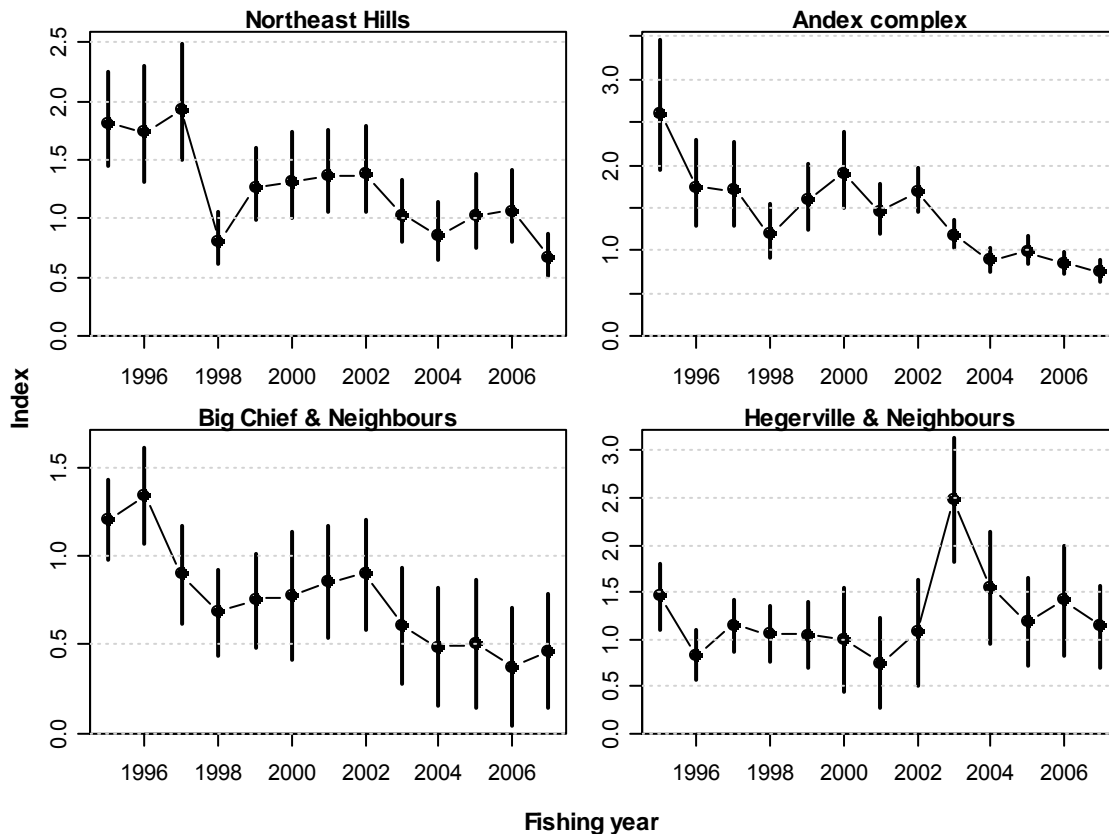 Northeast Hills
Andex complex
2.5
2.0
1.5
1.0
0.5
0.0
3.0
2.0
1.0
0.0
1996 1998 2000 2002 2004 2006
1996 1998 2000 2002 2004 2006
Index
Big Chief & Neighbours
Hegerville & Neighbours
1.5
1.0
0.5
0.0
3.0
2.5
2.0
1.5
1.0
0.5
0.0
1996 1998 2000 2002 2004 2006
1996 1998 2000 2002 2004 2006
Fishing year